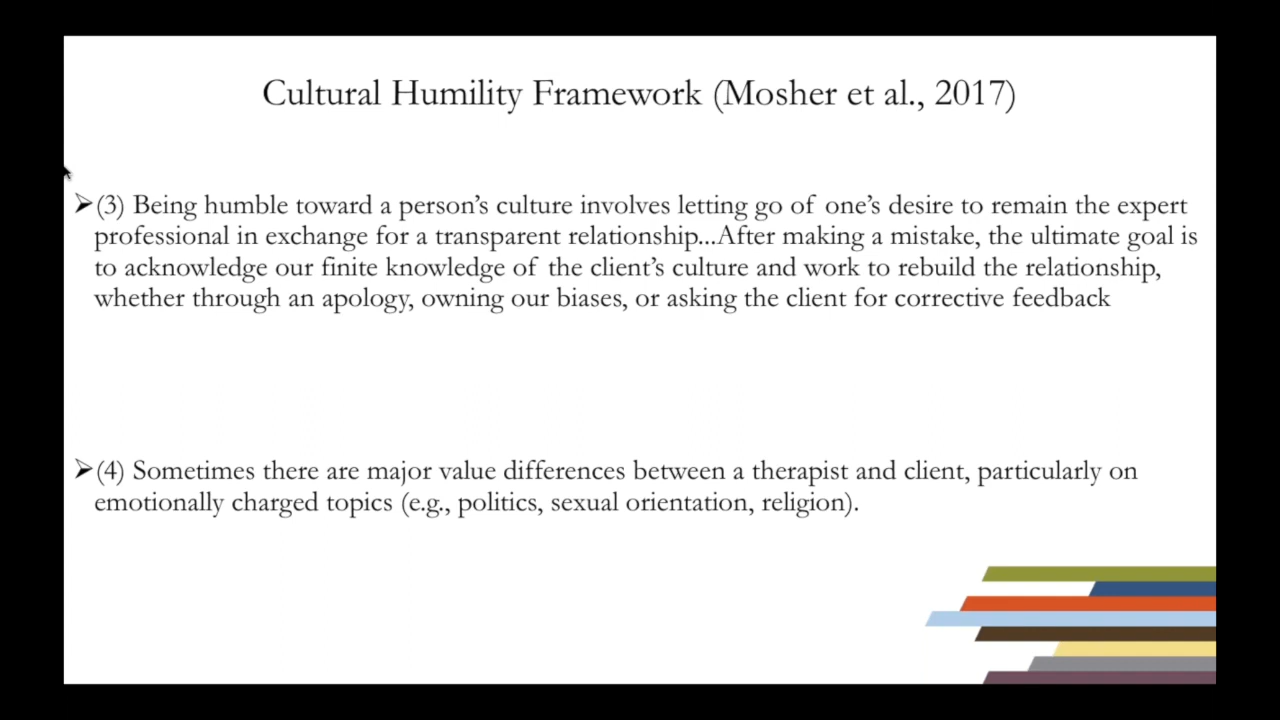 Cultural Humility Framework (Mosher et al., 2017)
➢(3) Being humble toward a person's culture involves letting go of one's desire to remain the expert
professional in exchange for a transparent relationship...After making a mistake, the ultimate goal is
to acknowledge our finite knowledge of the client's culture and work to rebuild the relationship,
whether through an apology, owning our biases, or asking the client for corrective feedback
➢(4) Sometimes there are major value differences between a therapist and client, particularly on
emotionally charged topics (e.g., politics, sexual orientation, religion).